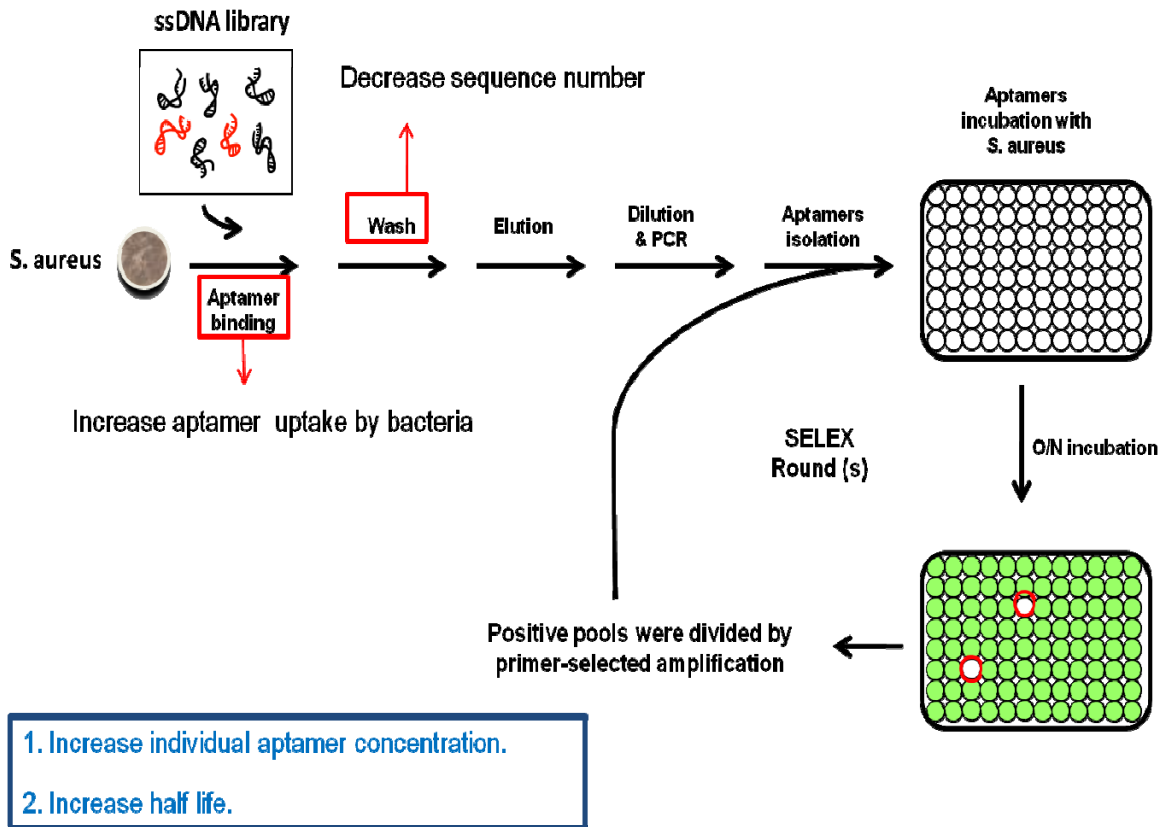 ssDNA library
Decrease sequence number
Aptamers
incubation with
S. aureus
Wash
Elution
Dilution
& PCR
Aptamers
isolation
S. aureus
Aptamer
binding
Increase aptamer uptake by bacteria
SELEX
Round (s)
O/N incubation
Positive pools were divided by
primer-selected amplification
1. Increase individual aptamer concentration.
2. Increase half life.